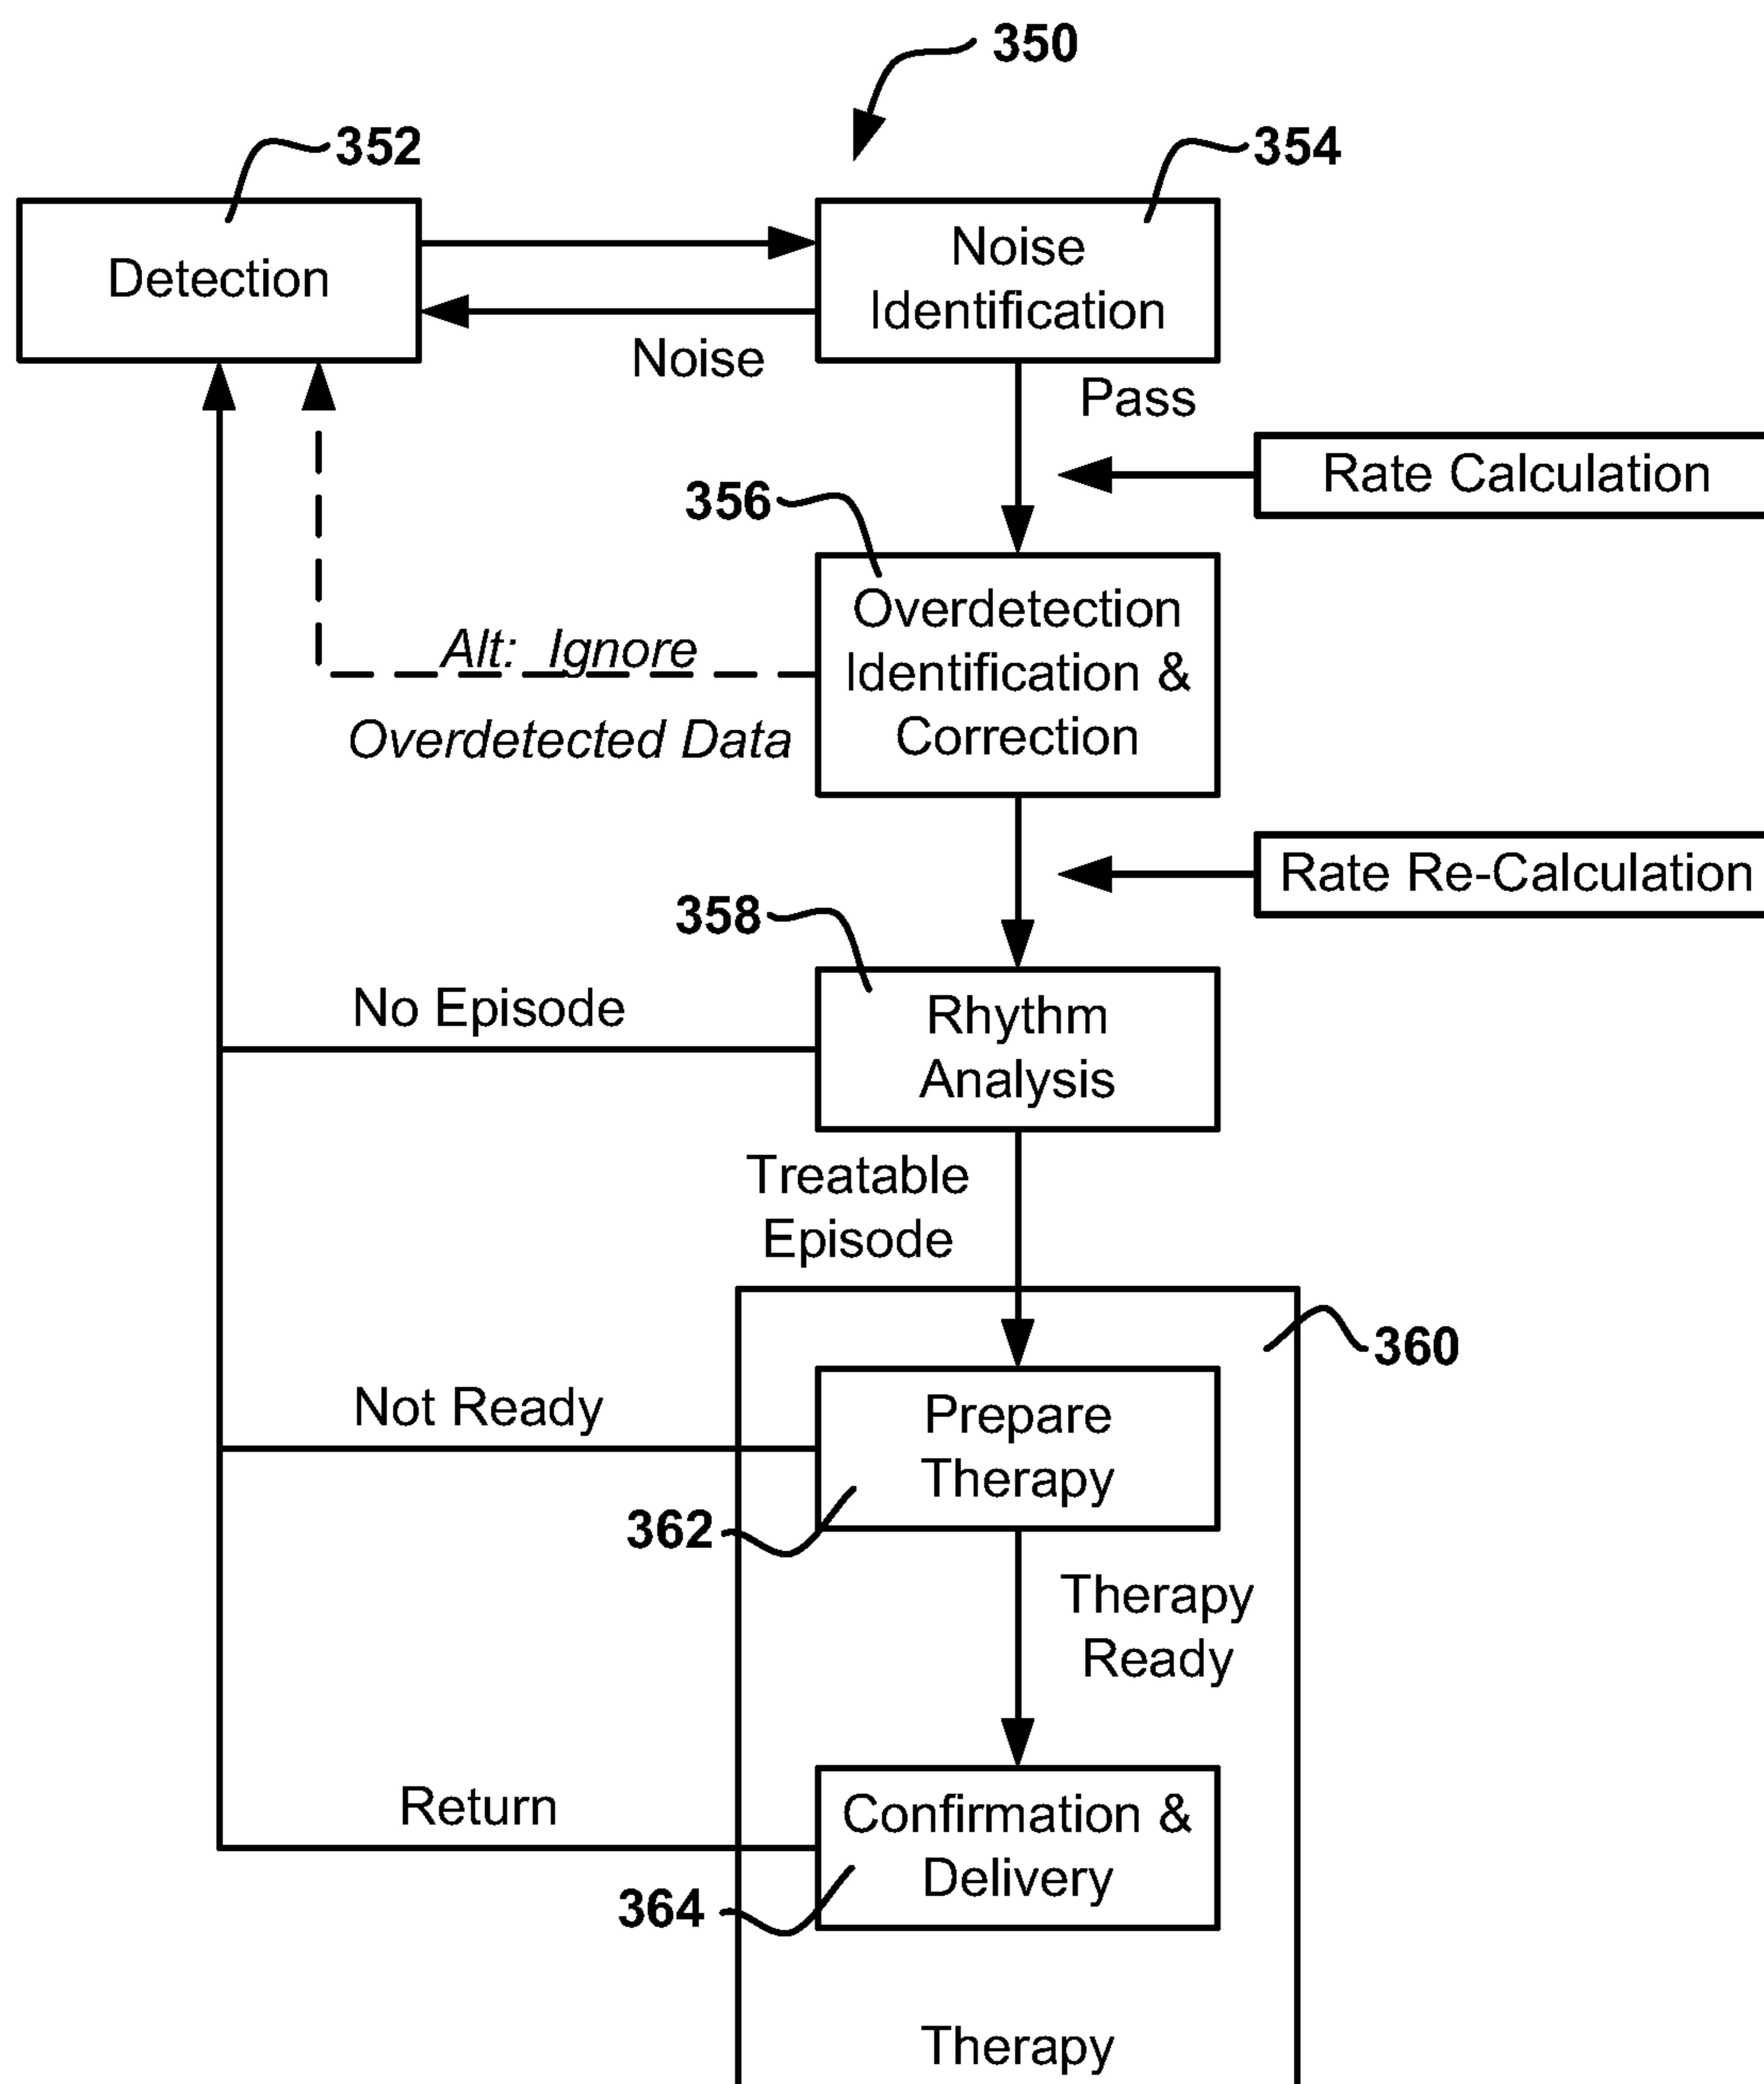 350
352
354
Detection
Noise
Identification
Noise
Pass
Rate Calculation
356
Overdetection
Identification &
Correction
Alt: Ignore
Overdetected Data
Rate Re-Calculation
358
Rhythm
Analysis
No Episode
Treatable
Episode
360
Prepare
Therapy
Not Ready
362
Therapy
Ready
Confirmation &
Delivery
Return
364
Therapy